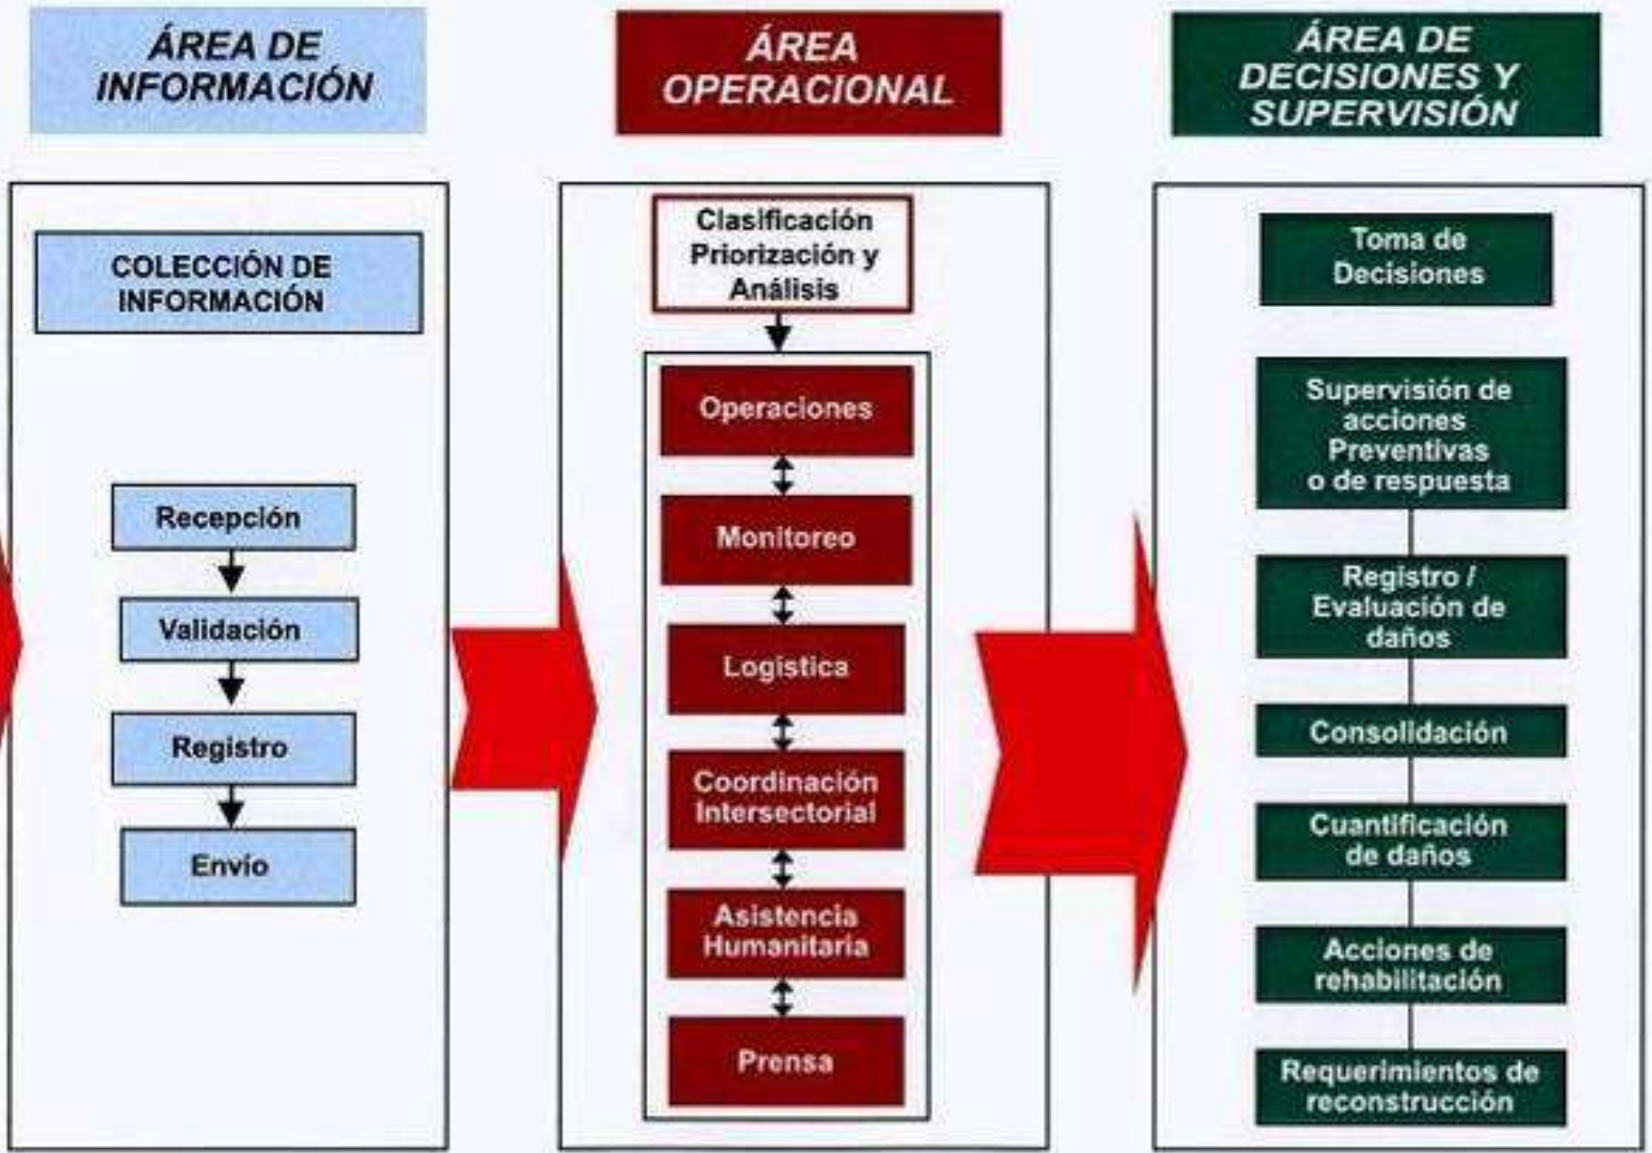 ÁREA DE
INFORMACIÓN
COLECCIÓN DE
INFORMACIÓN
Recepción
Validación
Registro
Envío
ÁREA
OPERACIONAL
Clasificación
Priorización y
Análisis
Operaciones
Monitoreo
Logística
Coordinación
Intersectorial
Asistencia
Humanitaria
Prensa
ÁREA DE
DECISIONES Y
SUPERVISIÓN
Toma de
Decisiones
Supervisión de
acciones
Preventivas
o de respuesta
Registro /
Evaluación de
daños
Consolidación
Cuantificación
de daños
Acciones de
rehabilitación
Requerimientos de
reconstrucción